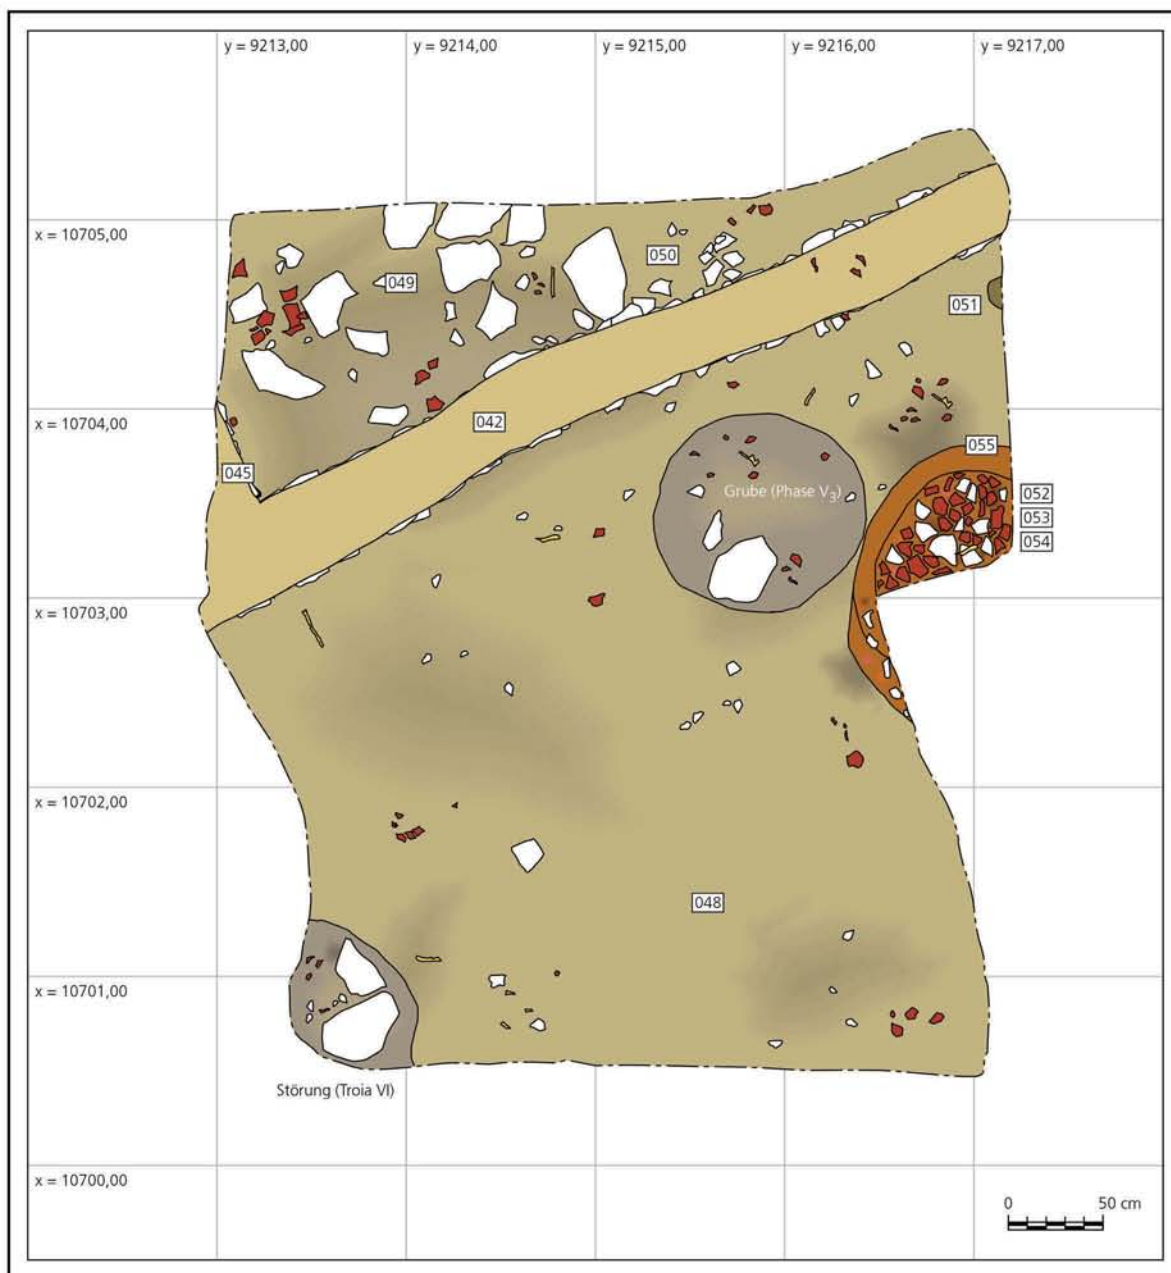 y = 9213,00
y = 9214,00
y = 9215,00
y = 9216,00
y = 9217,00
x = 10705,00
050
049
051
x = 10704,00
042
055
045
Grube (Phase V3)
052
053
054
x = 10703,00
x = 10702,00
048
x = 10701,00
Störung (Troia VI)
x = 10700,00
0 50 cm